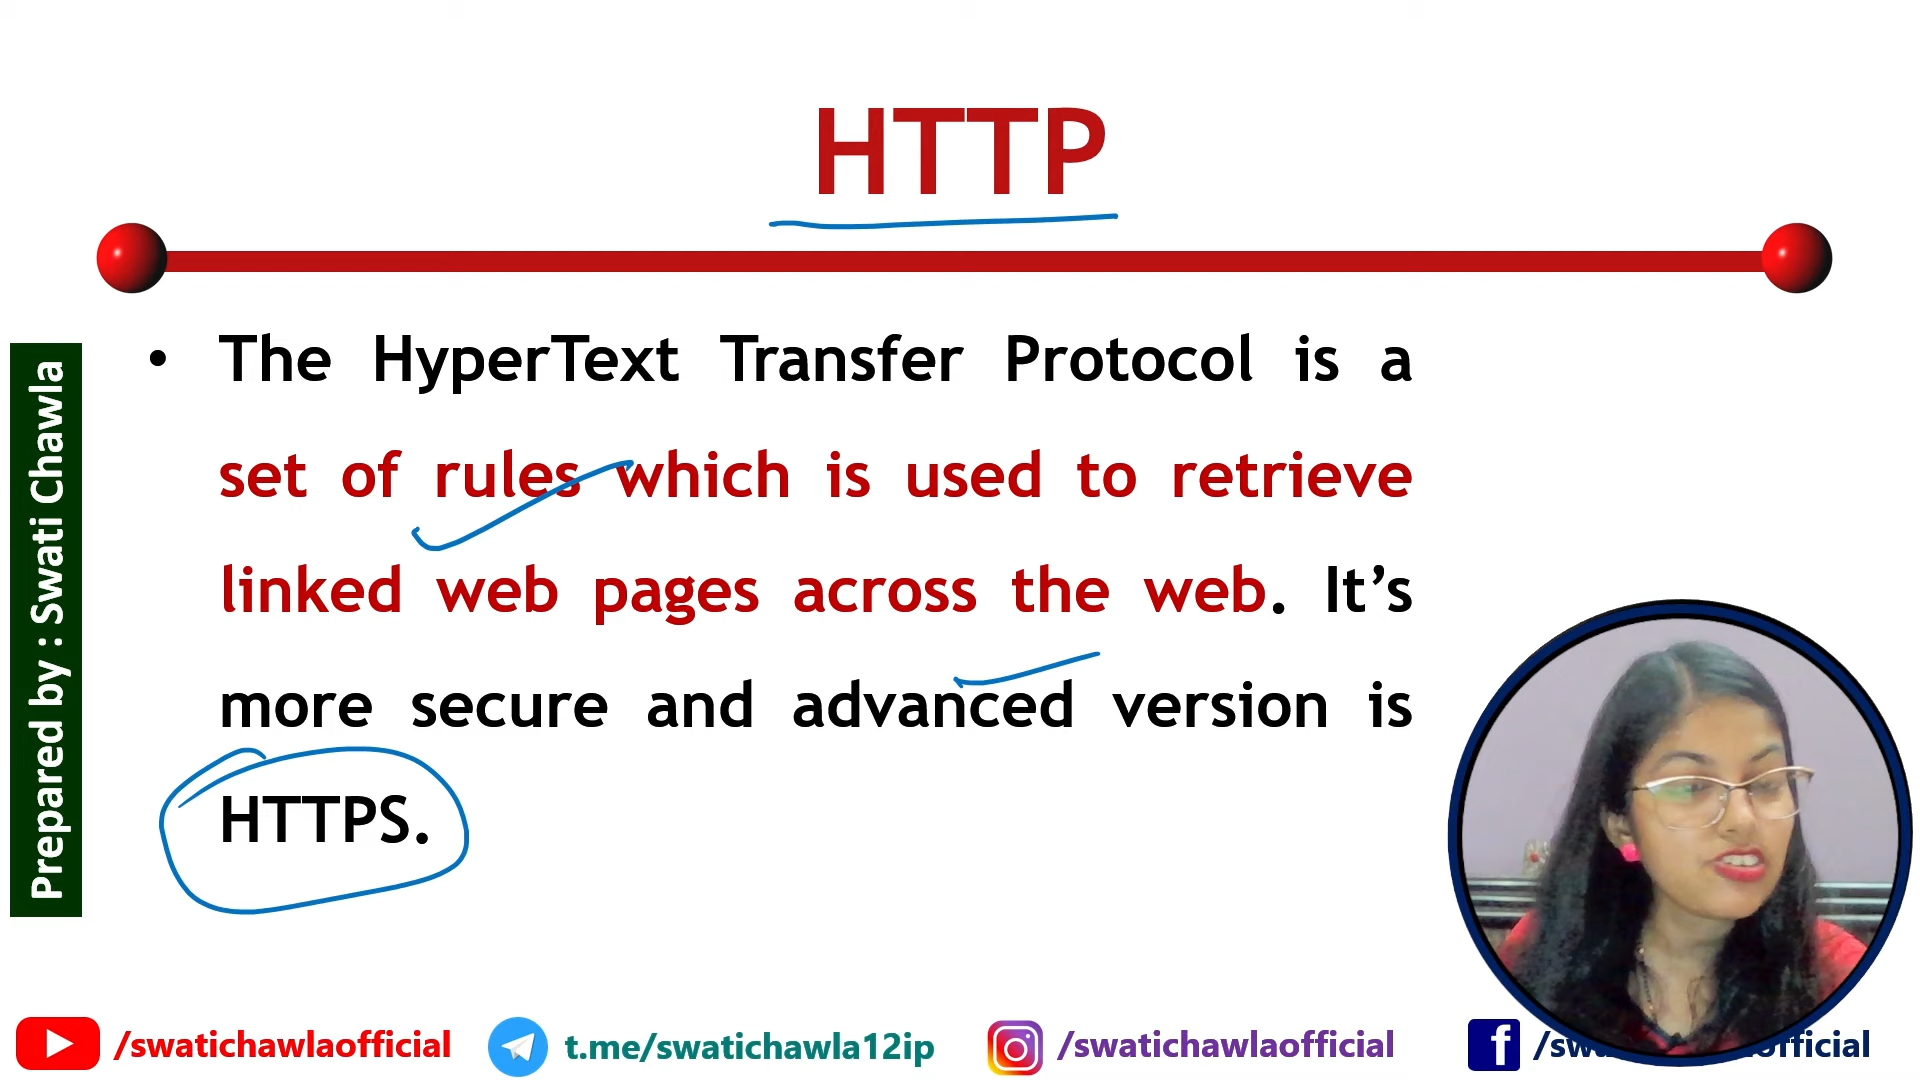 HTTP
• The HyperText Transfer Protocol is a
set of rules which is used to retrieve
linked web pages across the web. It’s
more secure and advanced version is
HTTPS.
Prepared by : Swati Chawla
/swatichawlaofficial
t.me/swatichawla12ip
/swatichawlaofficial